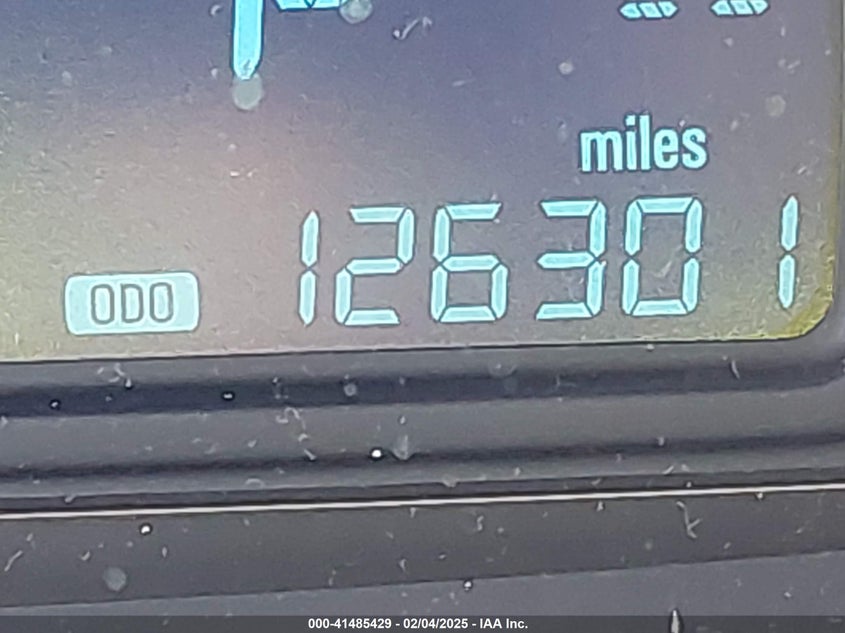 miles
ODO 126301
000-41485429 - 02/04/2025 - IAA Inc.